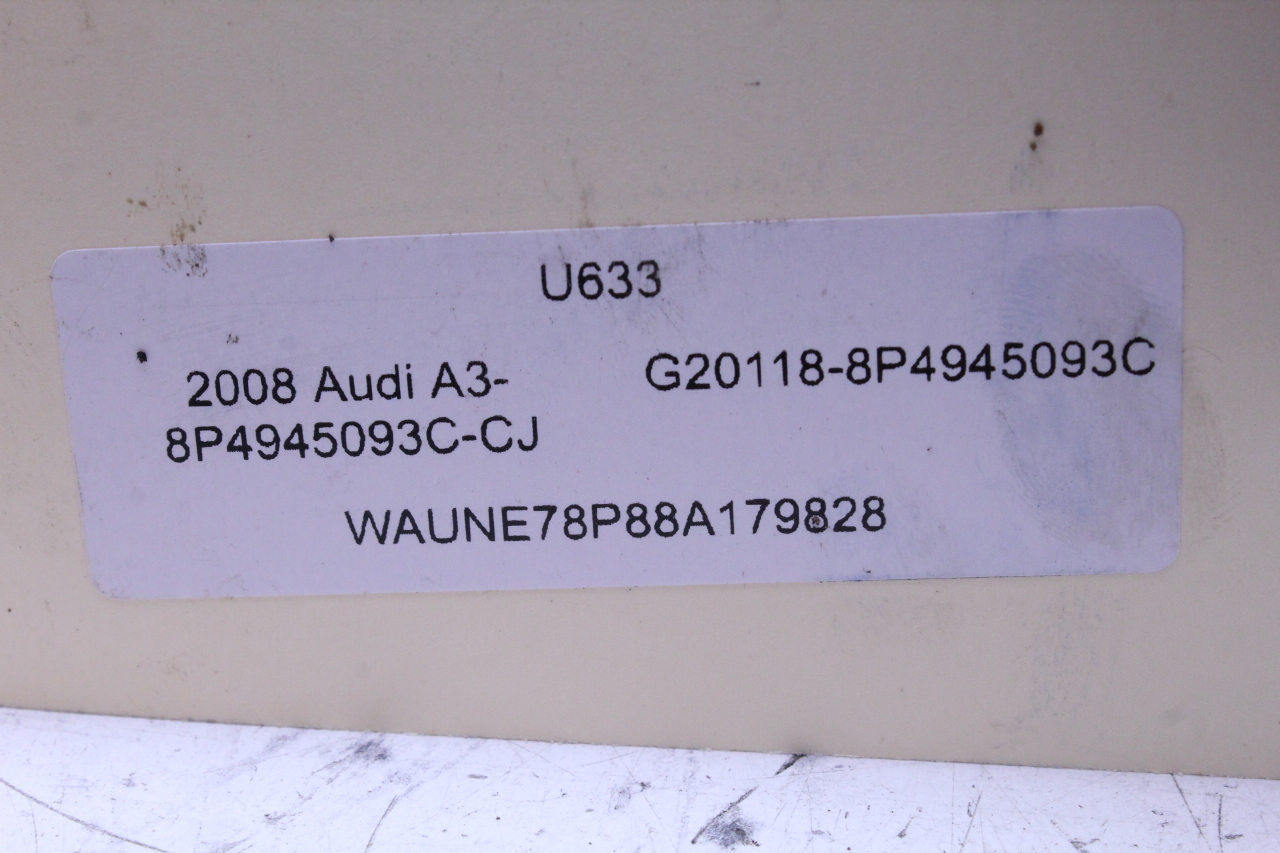 U633
2008 Audi A3-
8P4945093C-CJ
G20118-8P4945093C
WAUNE78P88A179828